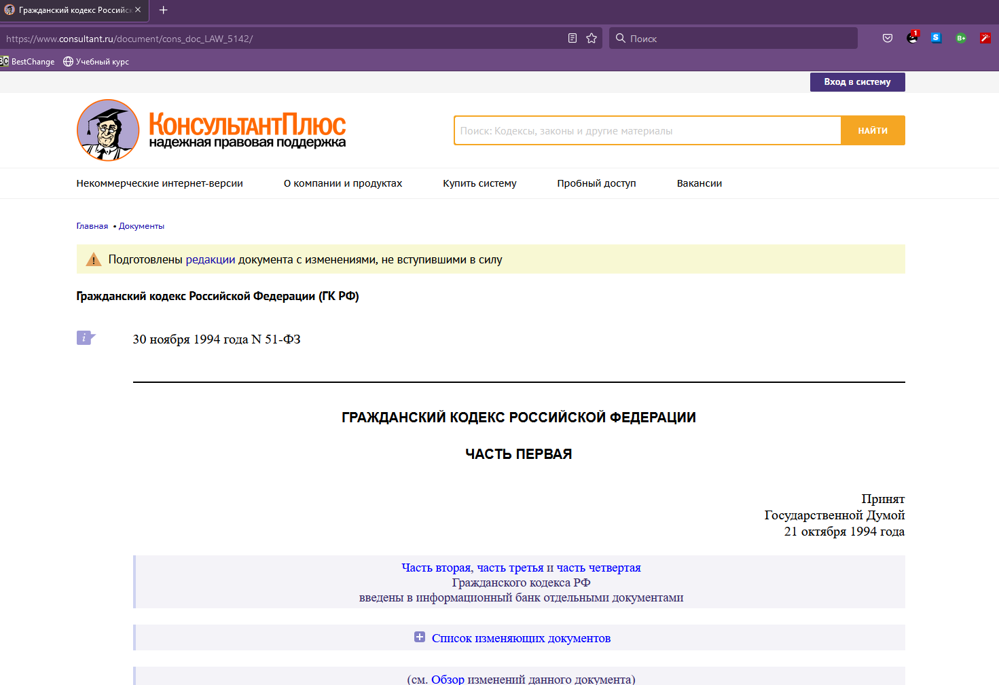 Гражданский кодекс Российск
https://www.consultant.ru/document/cons_doc_LAW_5142/
Поиск
1
S
B+
BC BestChange
Учебный курс
Вход в систему
КонсультантПлюс
надежная правовая поддержка
Поиск: Кодексы, законы и другие материалы
НАЙТИ
Некоммерческие интернет-версии
О компании и продуктах
Купить систему
Пробный доступ
Вакансии
Главная • Документы
Подготовлены редакции документа с изменениями, не вступившими в силу
Гражданский кодекс Российской Федерации (ГК РФ)
i
30 ноября 1994 года N 51-ФЗ
ГРАЖДАНСКИЙ КОДЕКС РОССИЙСКОЙ ФЕДЕРАЦИИ
ЧАСТЬ ПЕРВАЯ
Принят
Государственной Думой
21 октября 1994 года
Часть вторая, часть третья и часть четвертая
Гражданского кодекса РФ
введены в информационный банк отдельными документами
Список изменяющих документов
(см. Обзор изменений данного документа)